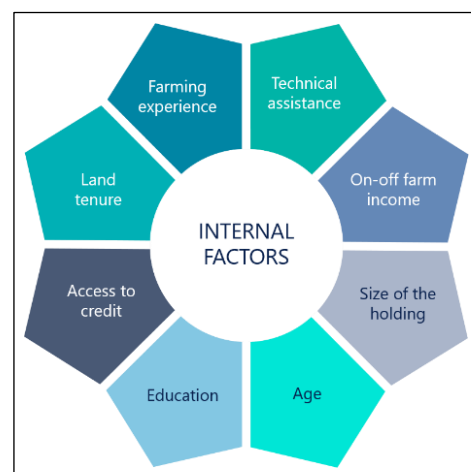 Farming
experience
Technical
assistance
Land
tenure
On-off farm
income
INTERNAL
FACTORS
Access to
credit
Size of the
holding
Education
Age